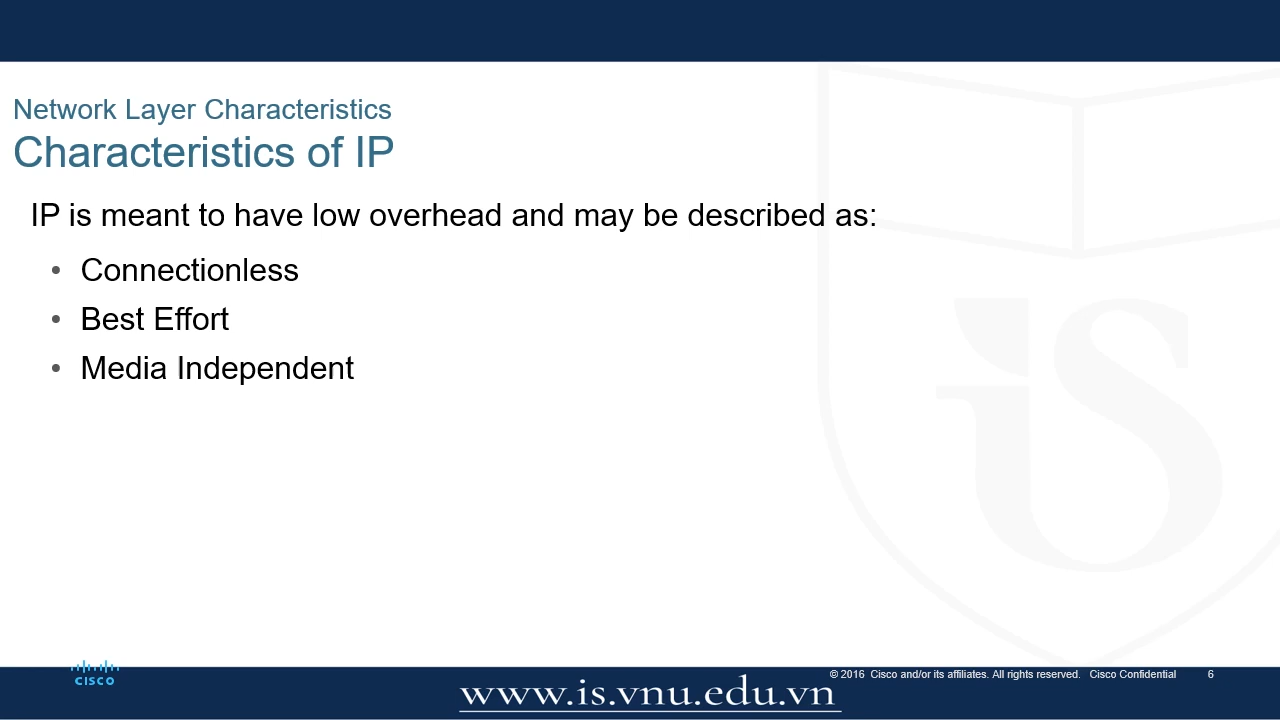 Network Layer Characteristics
Characteristics of IP
IP is meant to have low overhead and may be described as:
• Connectionless
• Best Effort
• Media Independent
iS
CISCO
© 2016 Cisco and/or its affiliates. All rights reserved. Cisco Confidential 6
www.is.vnu.edu.vn